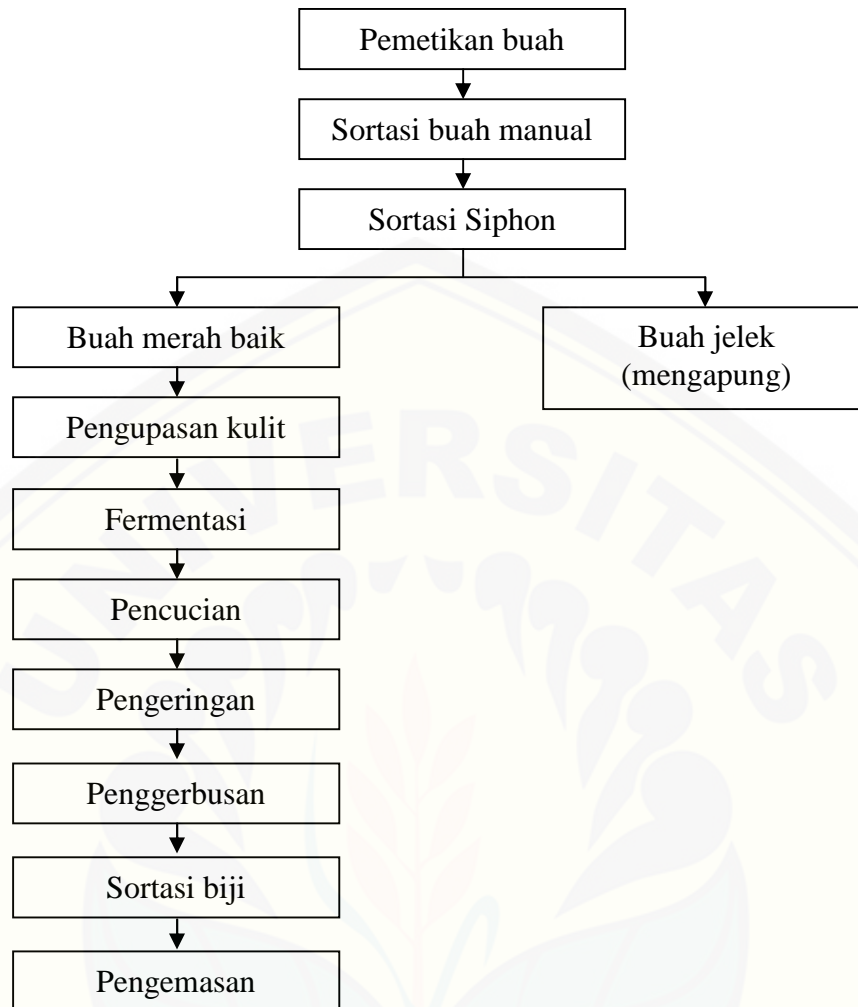 Pemetikan buah
Sortasi buah manual
Sortasi Siphon
Buah merah baik
Buah jelek
(mengapung)
Pengupasan kulit
Fermentasi
Pencucian
Pengeringan
Penggerbusan
Sortasi biji
Pengemasan
UNIVERSITAS